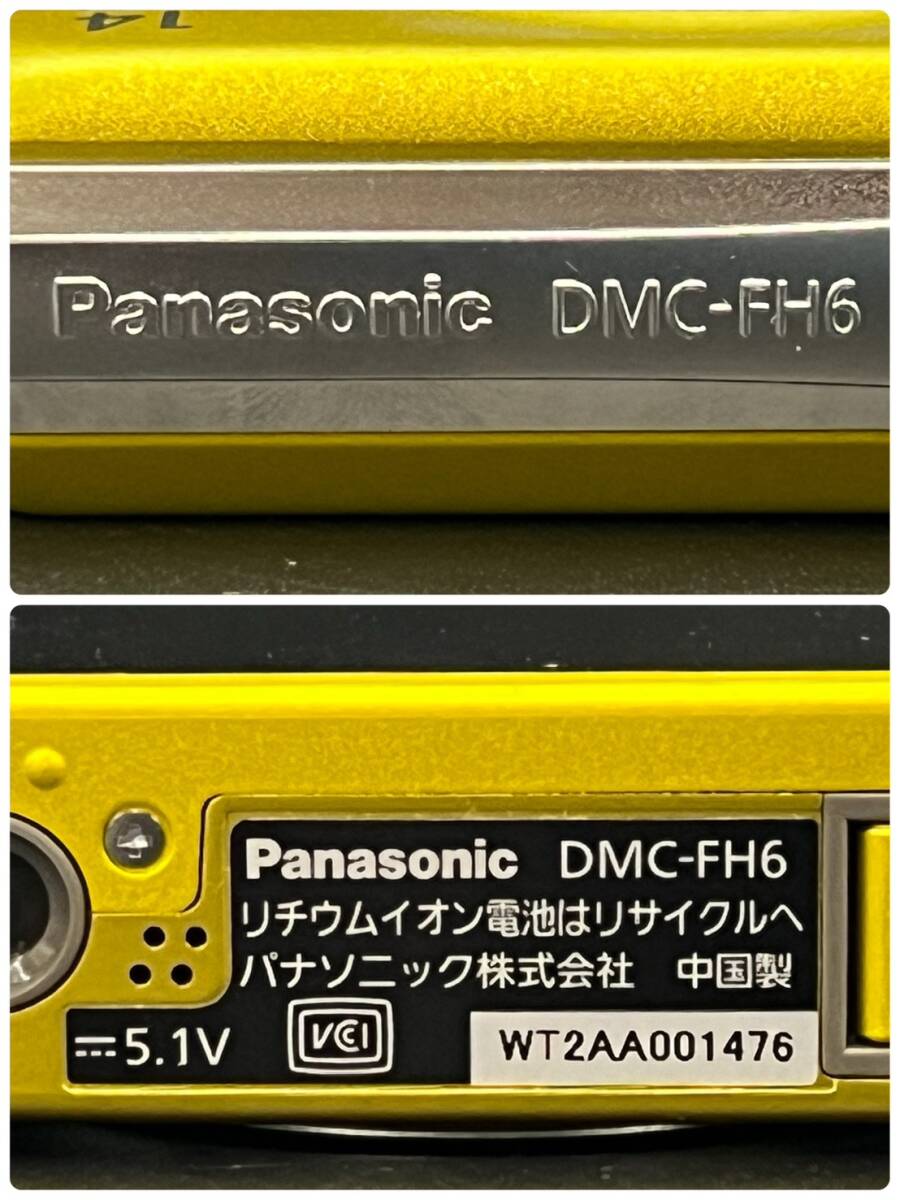 14
Panasonic DMC-FH6
Panasonic DMC-FH6
リチウムイオン電池はリサイクルへ
パナソニック株式会社 中国製
⎓5.1V VCI WT2AA001476